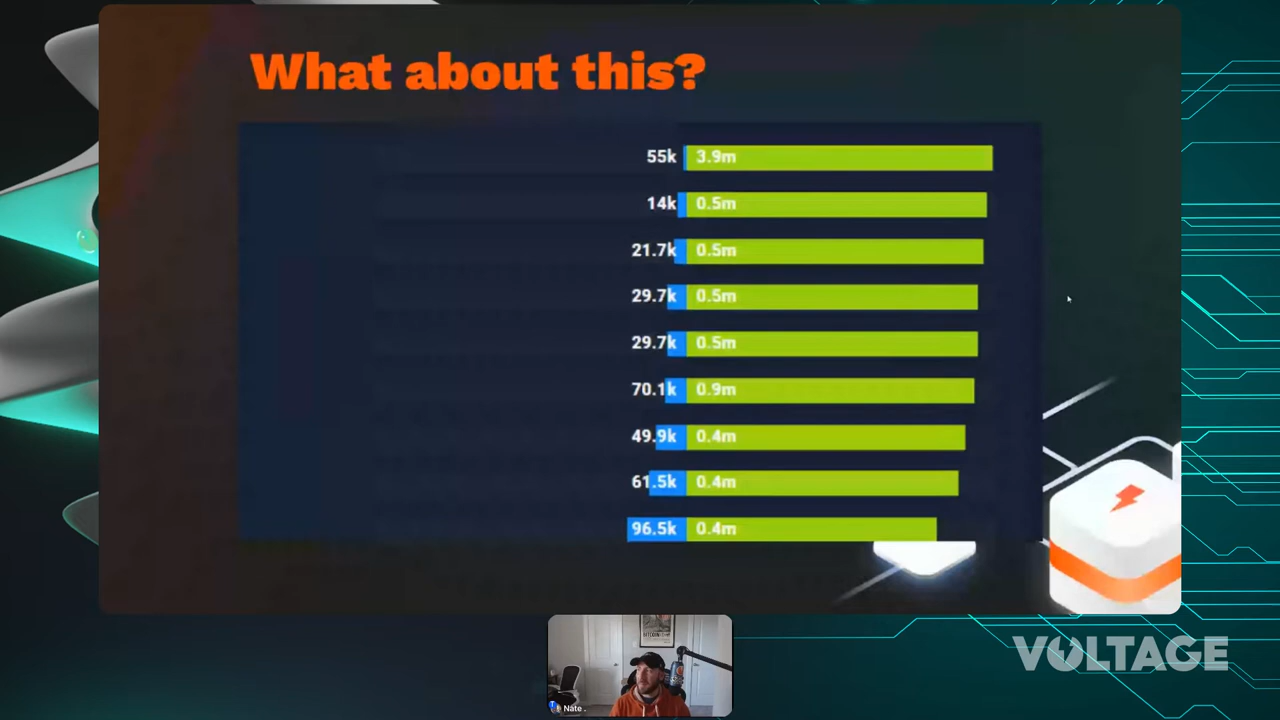 What about this?
55k 3.9m
14k 0.5m
21.7k 0.5m
29.7k 0.5m
29.7k 0.5m
70.1k 0.9m
49.9k 0.4m
61.5k 0.4m
96.5k 0.4m
VOLTAGE
Nate .